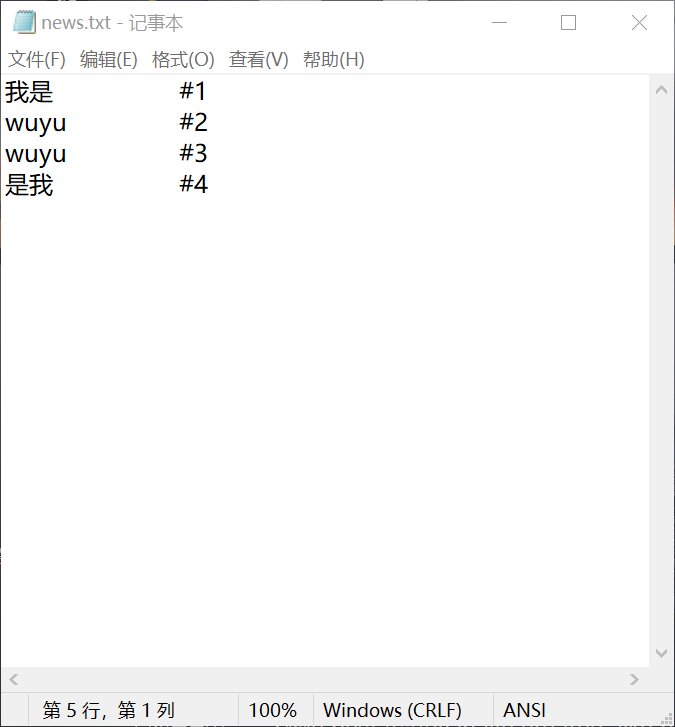 news.txt - 记事本
文件(F) 编辑(E) 格式(O) 查看(V) 帮助(H)
我是 #1
wuyu #2
wuyu #3
是我 #4
第 5 行，第 1 列 100% Windows (CRLF) ANSI